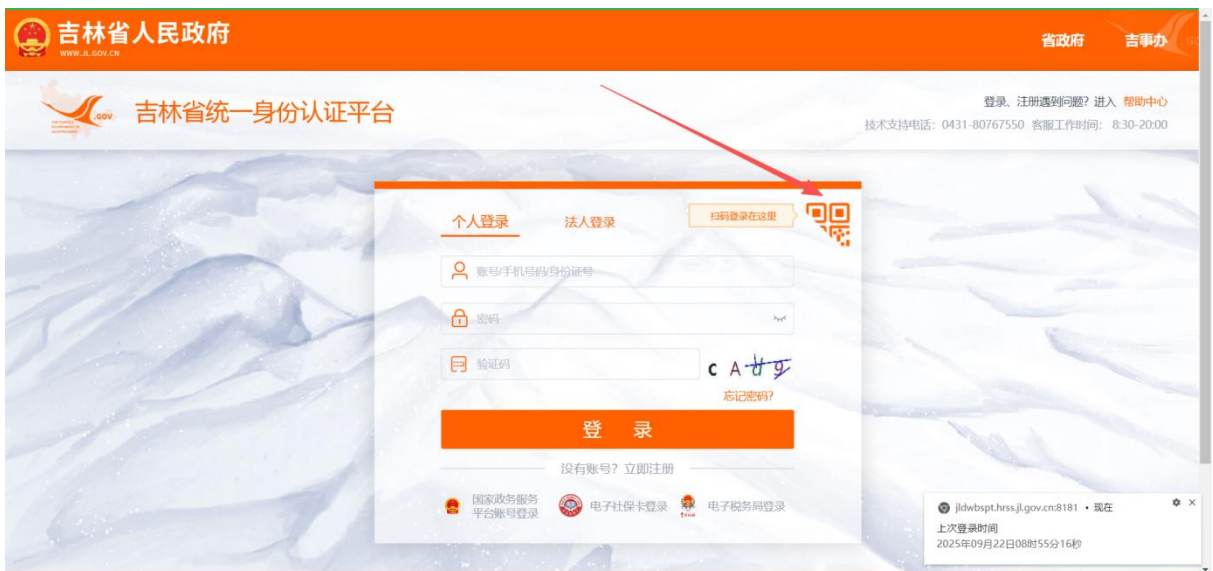 吉林省人民政府
WWW.JL.GOV.CN
省政府 吉事办
.gov 吉林省统一身份认证平台
登录、注册遇到问题？进入 帮助中心
技术支持电话：0431-80767550 客服工作时间：8:30-20:00
个人登录 法人登录 扫码登录在这里
账号/手机号码/身份证号
密码
验证码
c A d g
忘记密码?
登 录
没有账号？立即注册
国家政务服务
平台账号登录
电子社保卡登录
电子税务局登录
jldwbspt.hrss.jl.gov.cn:8181 • 现在
上次登录时间
2025年09月22日08时55分16秒